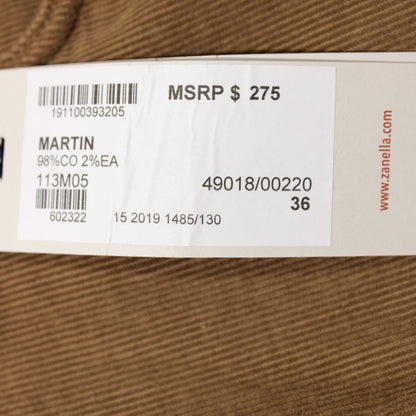 MSRP $ 275
191100393205
MARTIN
98%CO 2%EA
113M05
49018/00220
36
602322
15 2019 1485/130
www.zanella.com